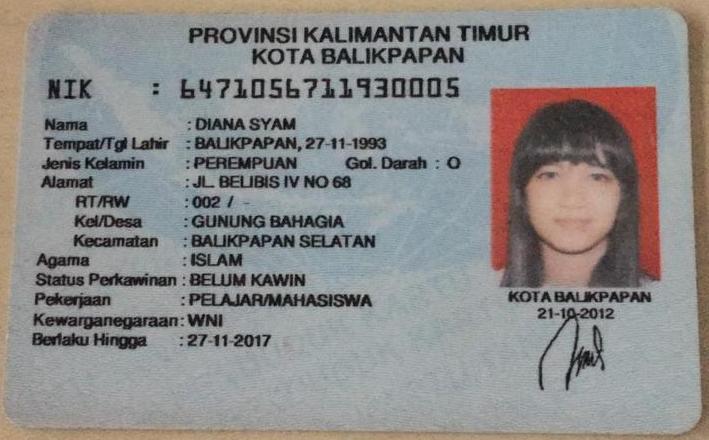 PROVINSI KALIMANTAN TIMUR
KOTA BALIKPAPAN
NIK : 6471056711930005
Nama : DIANA SYAM
Tempat/Tgl Lahir : BALIKPAPAN, 27-11-1993
Jenis Kelamin : PEREMPUAN Gol. Darah : O
Alamat : JL. BELIBIS IV NO 68
RT/RW : 002 / -
Kel/Desa : GUNUNG BAHAGIA
Kecamatan : BALIKPAPAN SELATAN
Agama : ISLAM
Status Perkawinan : BELUM KAWIN
Pekerjaan : PELAJAR/MAHASISWA
Kewarganegaraan : WNI
Berlaku Hingga : 27-11-2017
KOTA BALIKPAPAN
21-10-2012